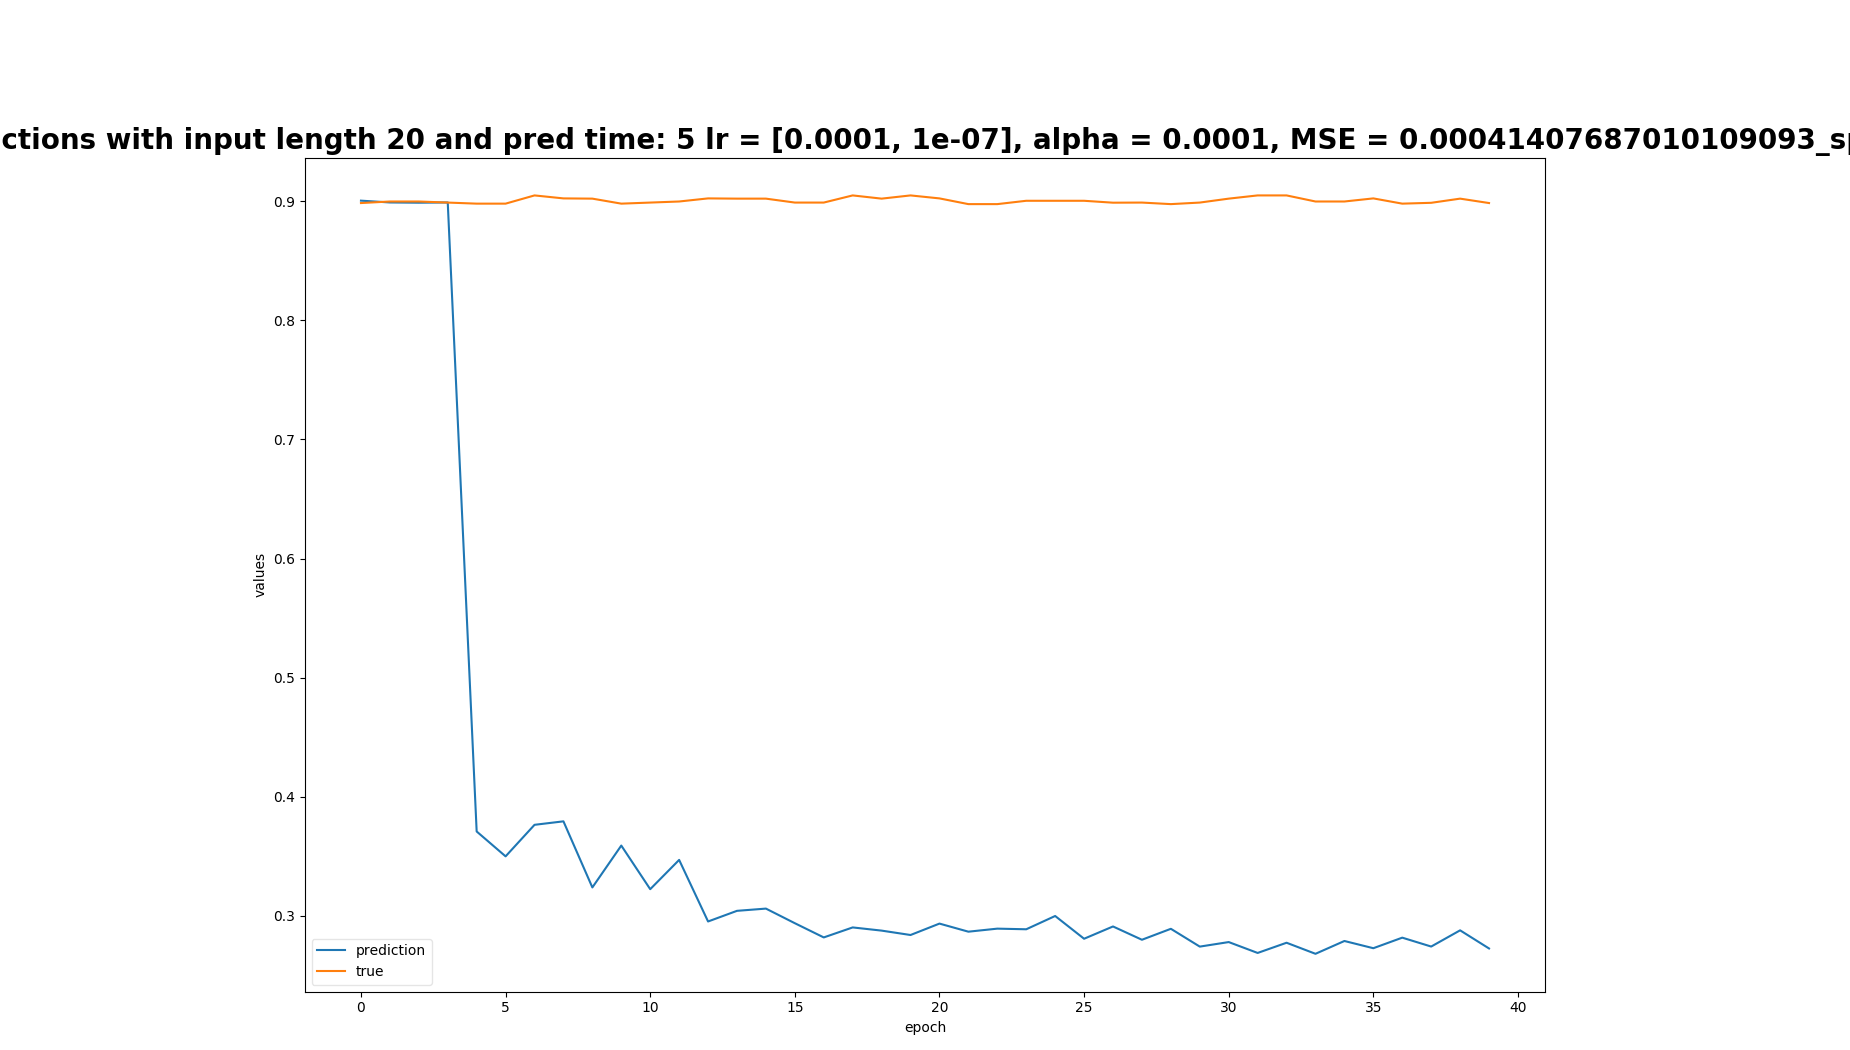 ctions with input length 20 and pred time: 5 lr = [0.0001, 1e-07], alpha = 0.0001, MSE = 0.00041407687010109093_sp
0.9
0.8
0.7
0.6
0.5
0.4
0.3
values
prediction
true
0 5 10 15 20 25 30 35 40
epoch